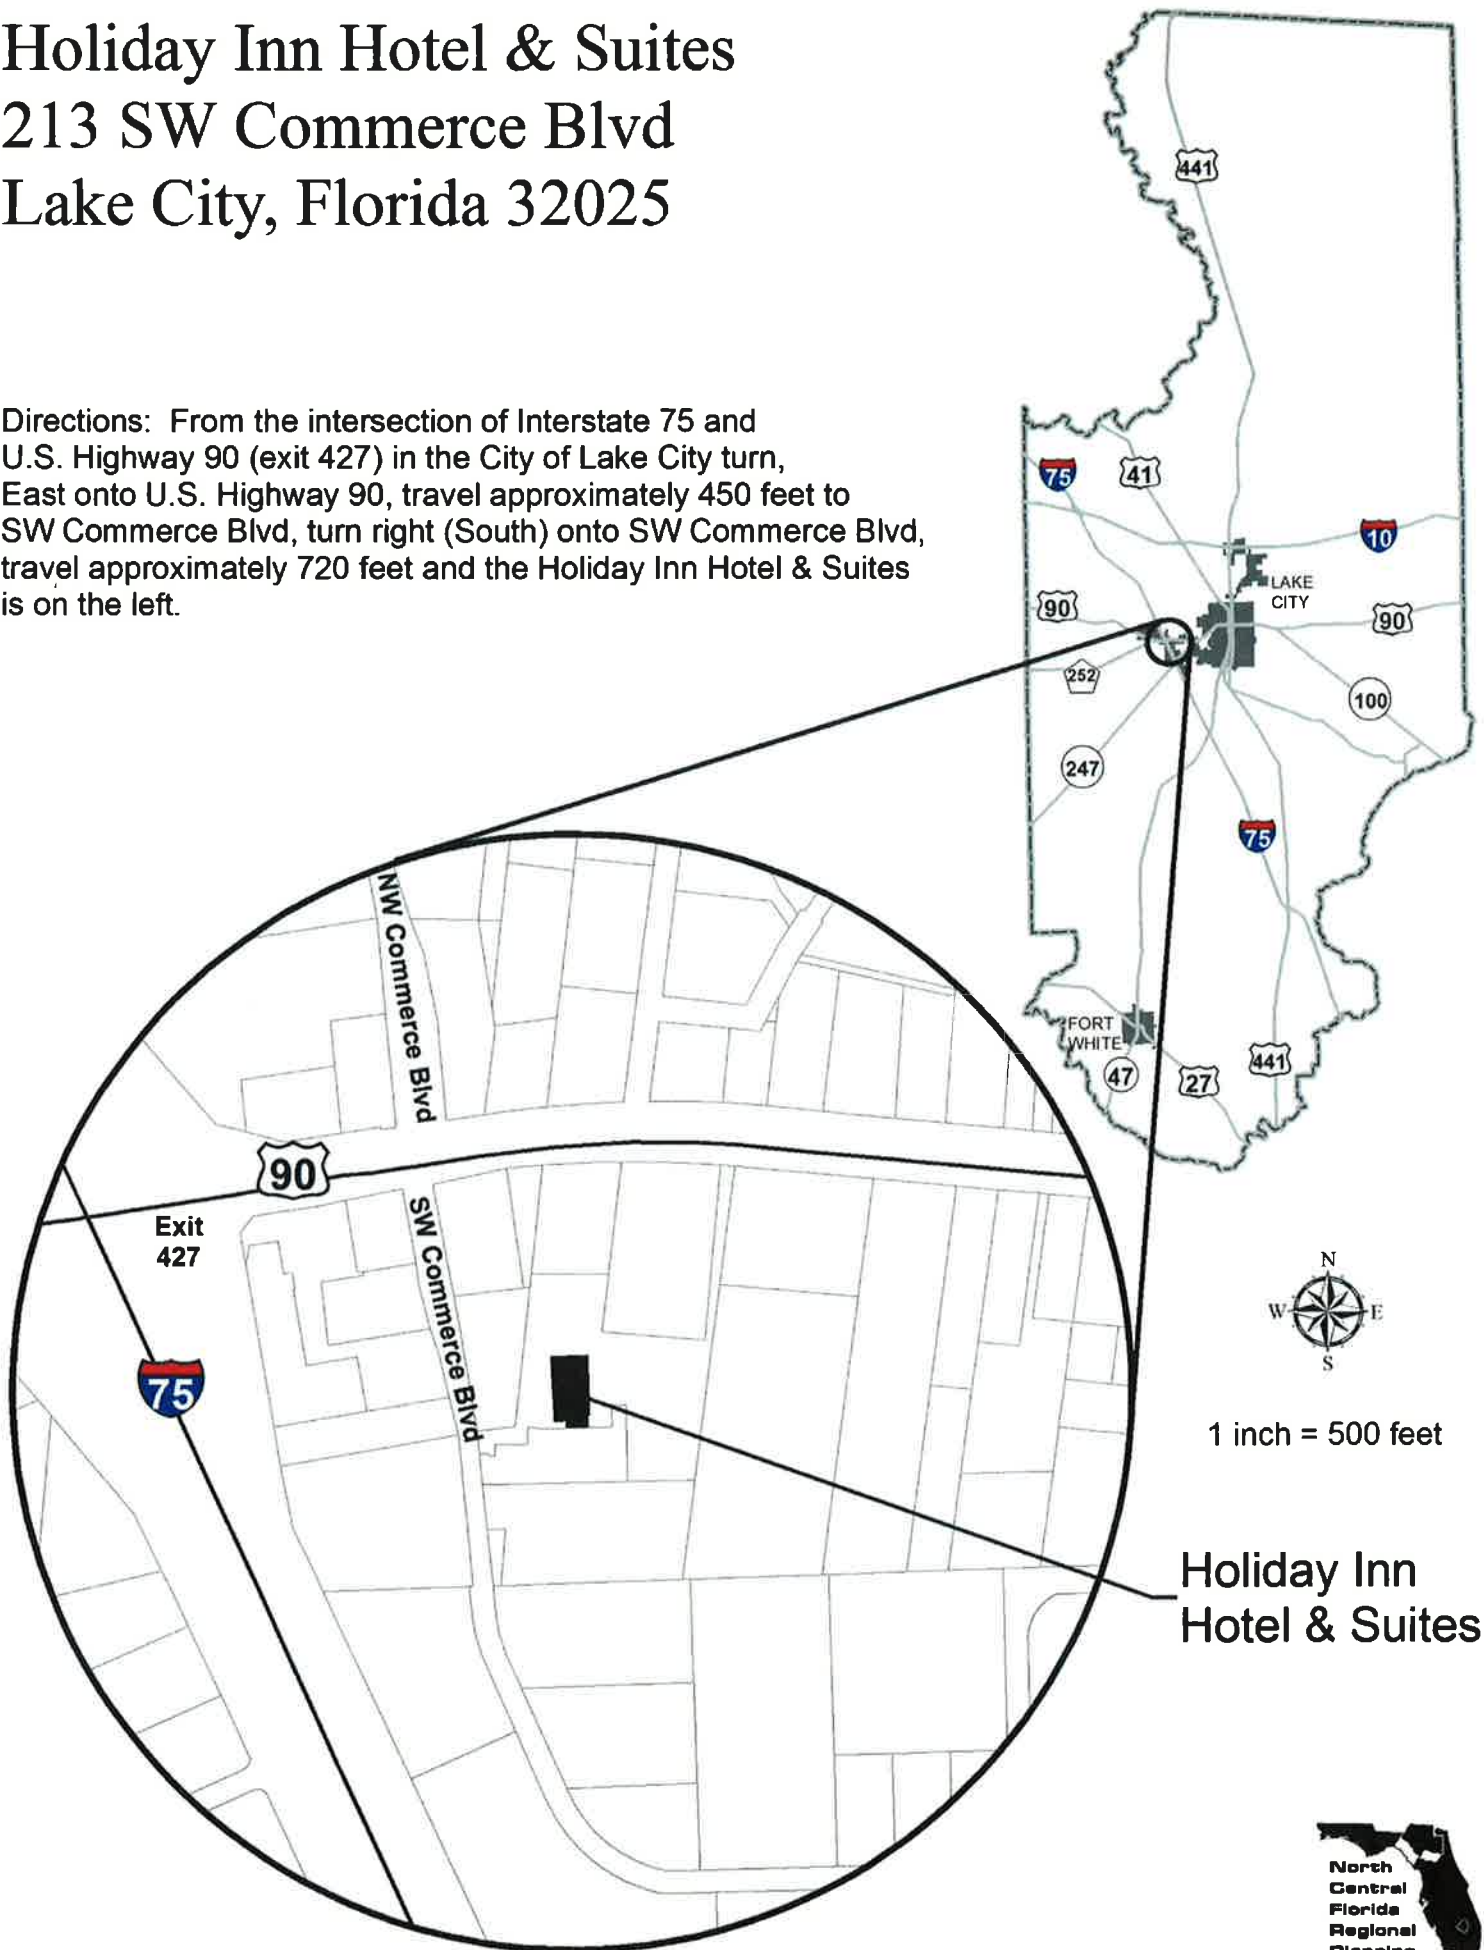 Holiday Inn Hotel & Suites
213 SW Commerce Blvd
Lake City, Florida 32025
Directions: From the intersection of Interstate 75 and
U.S. Highway 90 (exit 427) in the City of Lake City turn,
East onto U.S. Highway 90, travel approximately 450 feet to
SW Commerce Blvd, turn right (South) onto SW Commerce Blvd,
travel approximately 720 feet and the Holiday Inn Hotel & Suites
is on the left.
441
75
41
10
LAKE
CITY
90
90
252
100
247
75
FORT
WHITE
47
27
441
NW Commerce Blvd
90
Exit
427
SW Commerce Blvd
75
N
W
E
S
1 inch = 500 feet
Holiday Inn
Hotel & Suites
North
Central
Florida
Regional
Planning